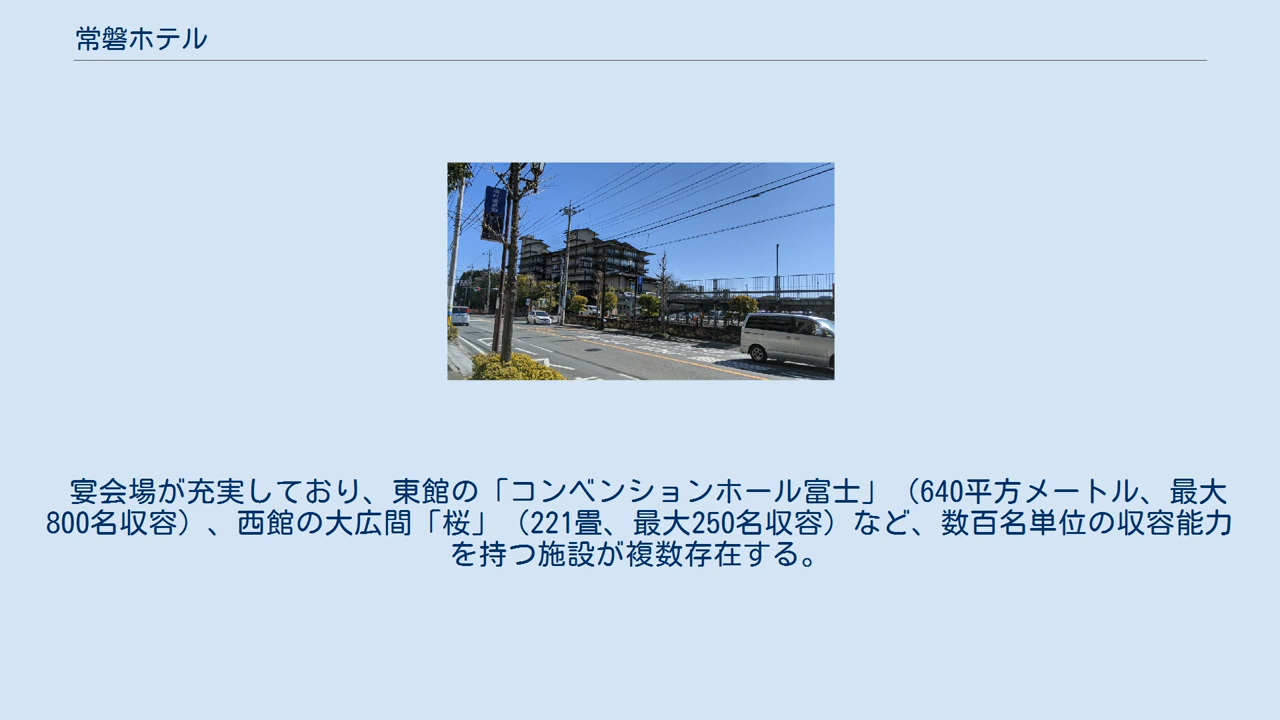 常磐ホテル
宴会場が充実しており、東館の「コンベンションホール富士」（640平方メートル、最大
800名収容）、西館の大広間「桜」（221畳、最大250名収容）など、数百名単位の収容能力
を持つ施設が複数存在する。